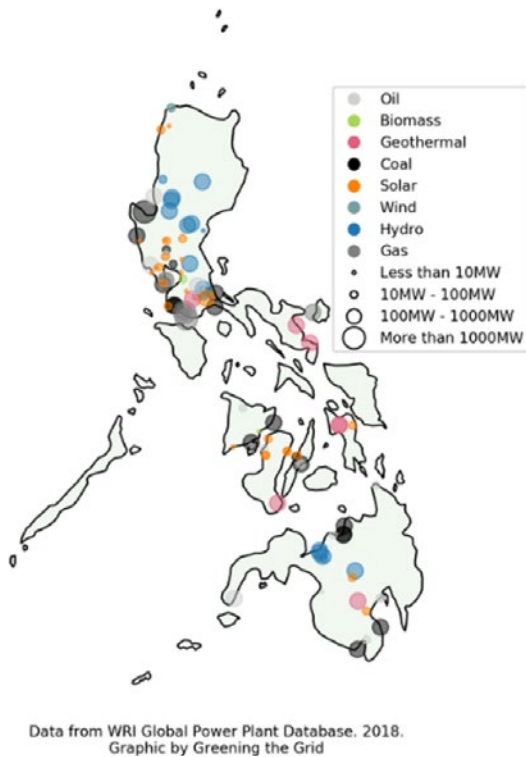 Oil
Biomass
Geothermal
Coal
Solar
Wind
Hydro
Gas
Less than 10MW
10MW - 100MW
100MW - 1000MW
More than 1000MW
Data from WRI Global Power Plant Database. 2018.
Graphic by Greening the Grid